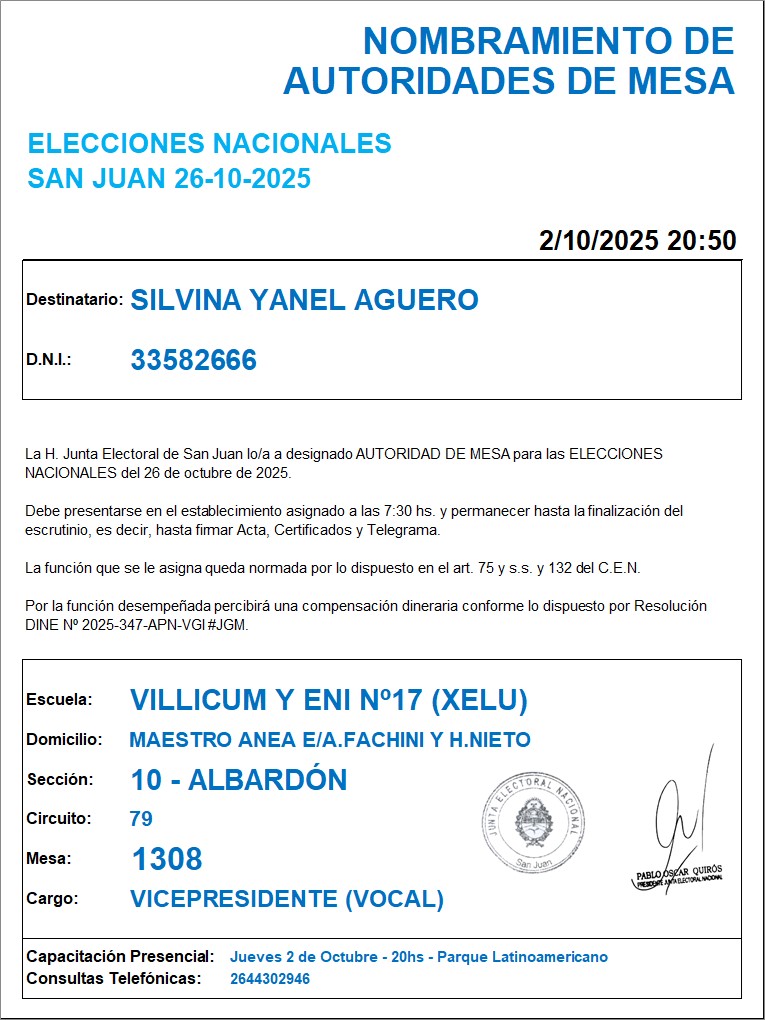 NOMBRAMIENTO DE
AUTORIDADES DE MESA
ELECCIONES NACIONALES
SAN JUAN 26-10-2025
2/10/2025 20:50
Destinatario: SILVINA YANEL AGUERO
D.N.I.: 33582666
La H. Junta Electoral de San Juan lo/a a designado AUTORIDAD DE MESA para las ELECCIONES
NACIONALES del 26 de octubre de 2025.
Debe presentarse en el establecimiento asignado a las 7:30 hs. y permanecer hasta la finalización del
escrutinio, es decir, hasta firmar Acta, Certificados y Telegrama.
La función que se le asigna queda normada por lo dispuesto en el art. 75 y s.s. y 132 del C.E.N.
Por la función desempeñada percibirá una compensación dineraria conforme lo dispuesto por Resolución
DINE Nº 2025-347-APN-VGI#JGM.
Escuela: VILLICUM Y ENI Nº17 (XELU)
Domicilio: MAESTRO ANEA E/A.FACHINI Y H.NIETO
Sección: 10 - ALBARDÓN
Circuito: 79
Mesa: 1308
Cargo: VICEPRESIDENTE (VOCAL)
JUNTA ELECTORAL NACIONAL
San Juan
PABLO OSCAR QUIRÓS
PRESIDENTE JUNTA ELECTORAL NACIONAL
Capacitación Presencial: Jueves 2 de Octubre - 20hs - Parque Latinoamericano
Consultas Telefónicas: 2644302946